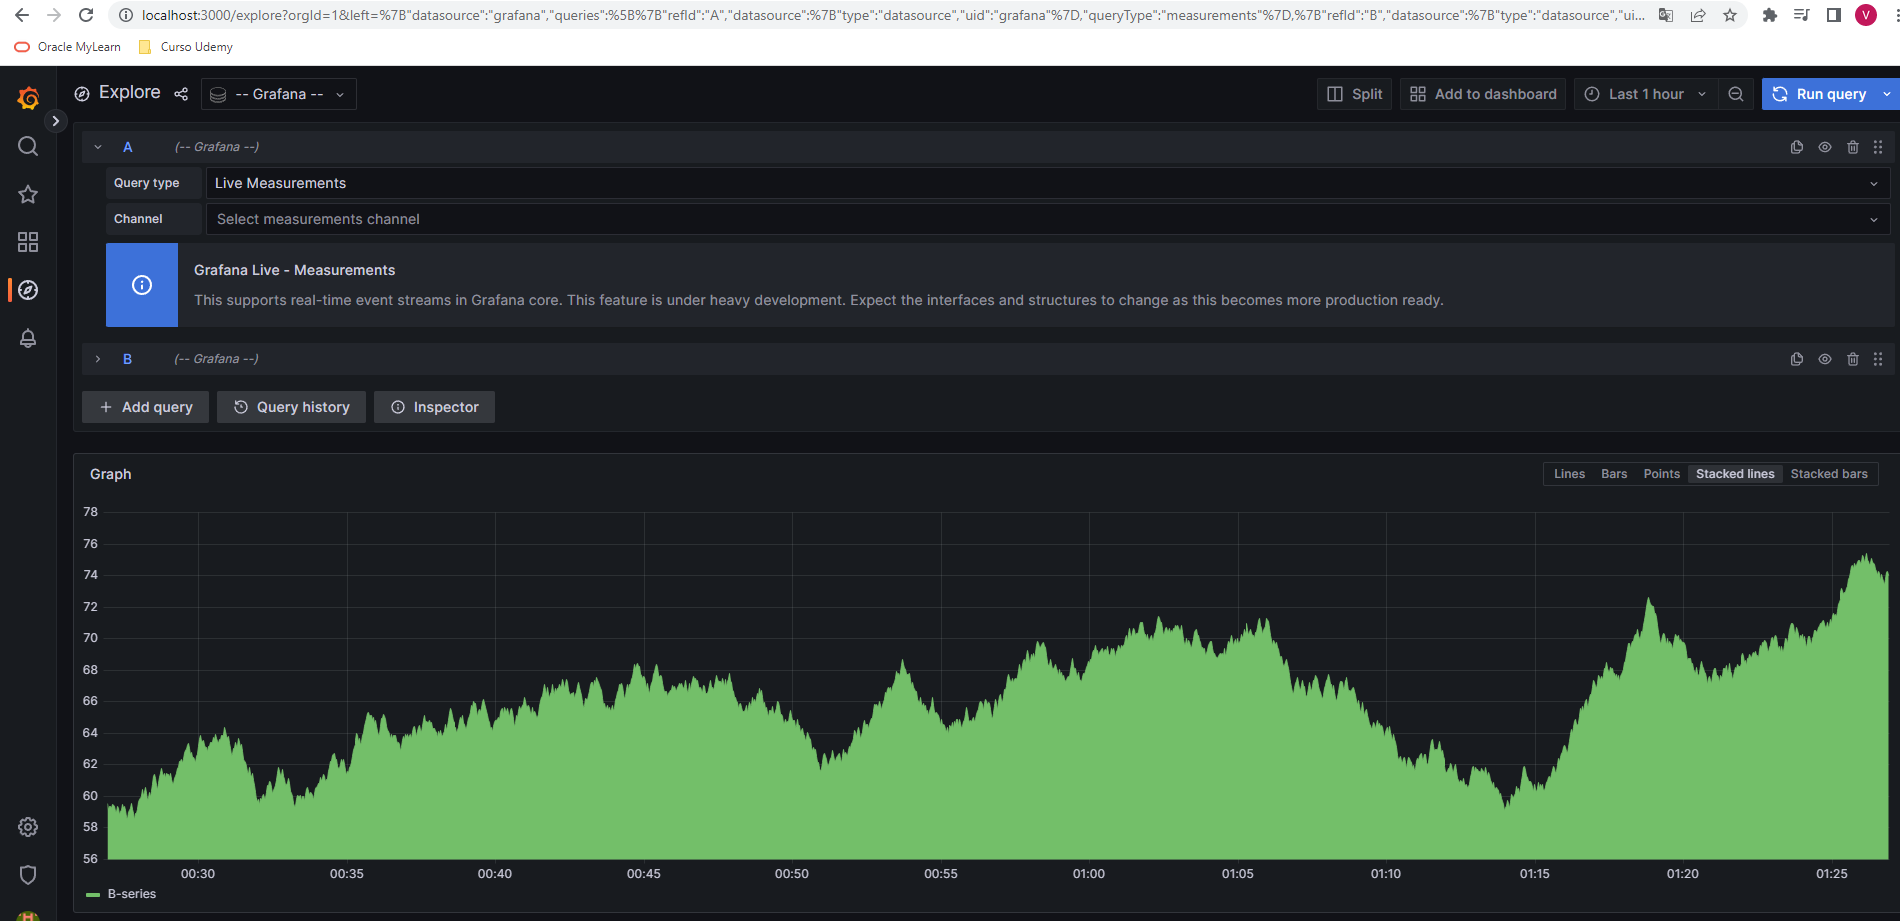 localhost:3000/explore?orgId=1&left=%7B"datasource":"grafana","queries":%5B%7B"refId":"A","datasource":%7B"type":"datasource","uid":"grafana"%7D,"queryType":"measurements"%7D,%7B"refId":"B","datasource":%7B"type":"datasource","ui...
V
Oracle MyLearn Curso Udemy
Explore -- Grafana -- Split Add to dashboard Last 1 hour Run query
A (-- Grafana --)
Query type Live Measurements
Channel Select measurements channel
Grafana Live - Measurements
This supports real-time event streams in Grafana core. This feature is under heavy development. Expect the interfaces and structures to change as this becomes more production ready.
B (-- Grafana --)
+ Add query Query history Inspector
Graph Lines Bars Points Stacked lines Stacked bars
78
76
74
72
70
68
66
64
62
60
58
56
00:30 00:35 00:40 00:45 00:50 00:55 01:00 01:05 01:10 01:15 01:20 01:25
B-series